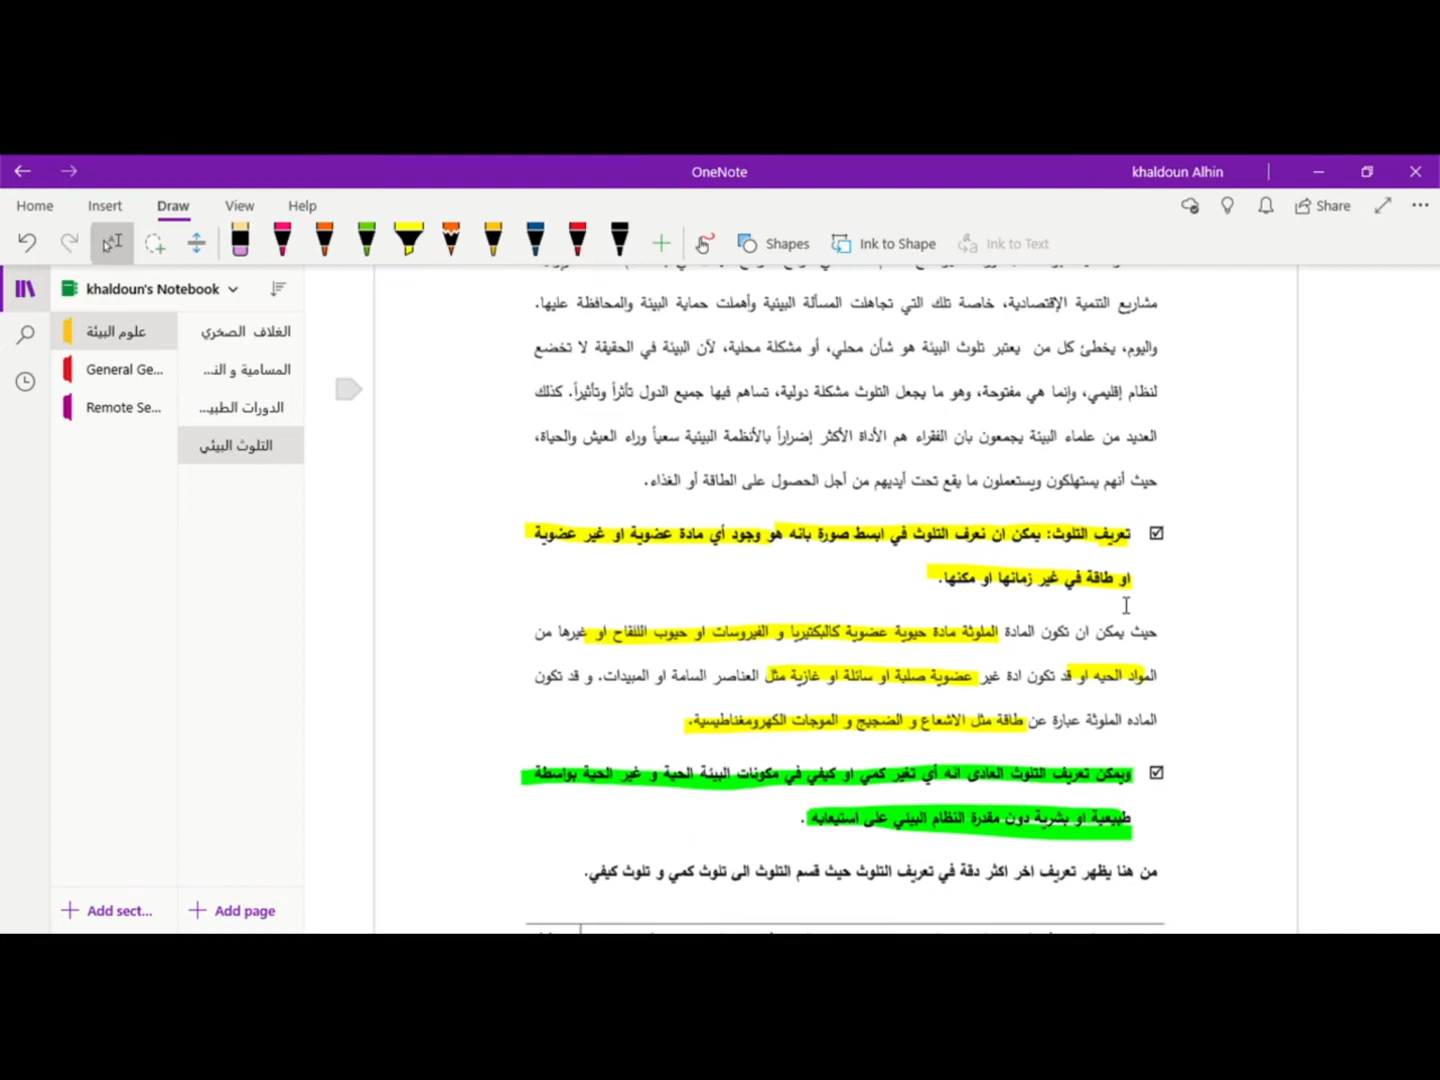 OneNote
khaldoun Alhin
Home Insert Draw View Help
Share
Shapes Ink to Shape Ink to Text
khaldoun's Notebook
علوم البيئة
General Ge...
Remote Se...
الغلاف الصخري
المسامية و الن...
الدورات الطبيـ...
التلوث البيئي
Add sect...
Add page
مشاريع التنمية الإقتصادية، خاصة تلك التي تجاهلت المسألة البيئية وأهملت حماية البيئة والمحافظة عليها.
واليوم، يخطئ كل من يعتبر تلوث البيئة هو شأن محلي، أو مشكلة محلية، لآن البيئة في الحقيقة لا تخضع
لنظام إقليمي، وإنما هي مفتوحة، وهو ما يجعل التلوث مشكلة دولية، تساهم فيها جميع الدول تأثراً وتأثيراً. كذلك
العديد من علماء البيئة يجمعون بان الفقراء هم الأداة الأكثر إضراراً بالأنظمة البيئية سعياً وراء العيش والحياة،
حيث أنهم يستهلكون ويستعملون ما يقع تحت أيديهم من أجل الحصول على الطاقة أو الغذاء.
تعريف التلوث: يمكن ان نعرف التلوث في ابسط صورة بانه هو وجود أي مادة عضوية او غير عضوية
او طاقة في غير زمانها او مكنها.
حيث يمكن ان تكون المادة الملوثة مادة حيوية عضوية كالبكتيريا و الفيروسات او حبوب اللقاح او غيرها من
المواد الحيه او قد تكون ادة غير عضوية صلبة او سائلة او غازية مثل العناصر السامة او المبيدات. و قد تكون
الماده الملوثة عبارة عن طاقة مثل الاشعاع و الضجيج و الموجات الكهرومغناطيسية.
ويمكن تعريف التلوث العادى انه أي تغير كمي او كيفي في مكونات البيئة الحية و غير الحية بواسطة
طبيعية او بشرية دون مقدرة النظام البيئي على استيعابه .
من هنا يظهر تعريف اخر اكثر دقة في تعريف التلوث حيث قسم التلوث الى تلوث كمي و تلوث كيفي.